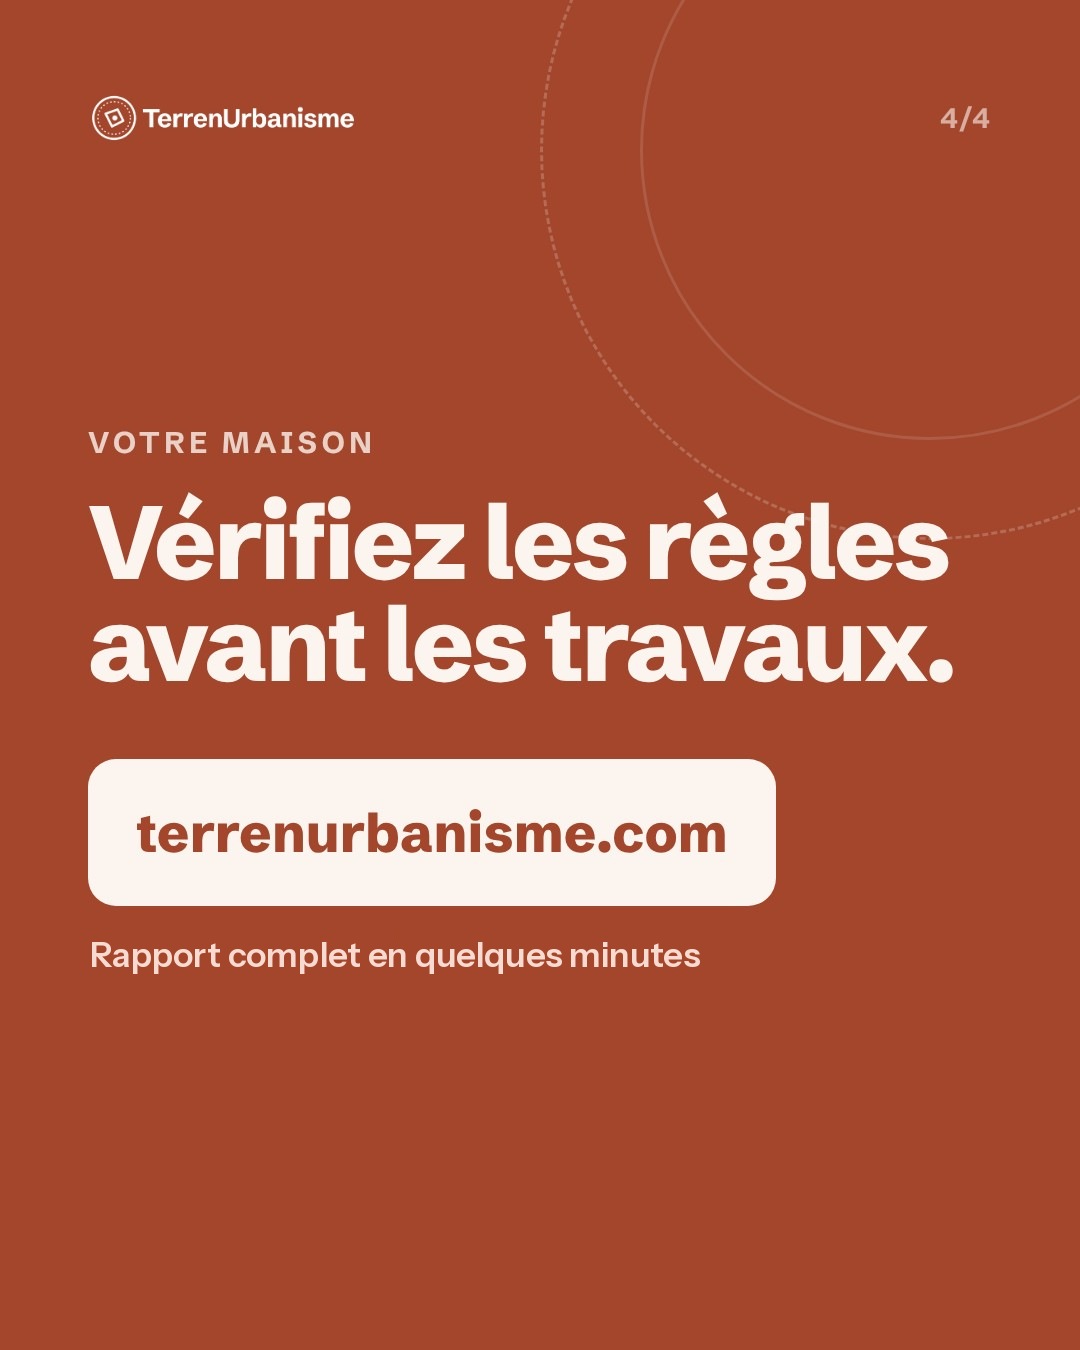 TerrenUrbanisme
4/4
VOTRE MAISON
Vérifiez les règles
avant les travaux.
terrenurbanisme.com
Rapport complet en quelques minutes